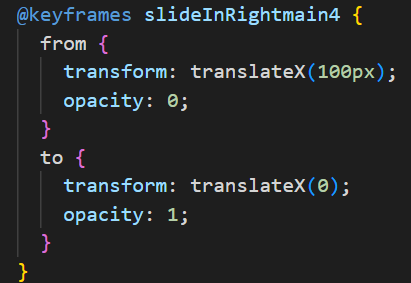 @keyframes slideInRightmain4 {
from {
transform: translateX(100px);
opacity: 0;
}
to {
transform: translateX(0);
opacity: 1;
}
}